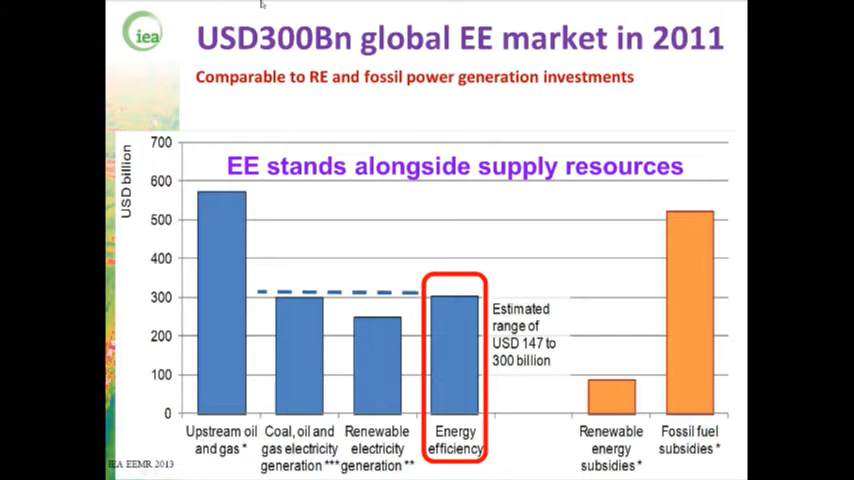 iea
USD300Bn global EE market in 2011
Comparable to RE and fossil power generation investments
EE stands alongside supply resources
USD billion
700
600
500
400
300
200
100
0
Estimated
range of
USD 147 to
300 billion
Upstream oil
and gas *
Coal, oil and
gas electricity
generation ***
Renewable
electricity
generation **
Energy
efficiency
Renewable
energy
subsidies *
Fossil fuel
subsidies *
IEA EEMR 2013